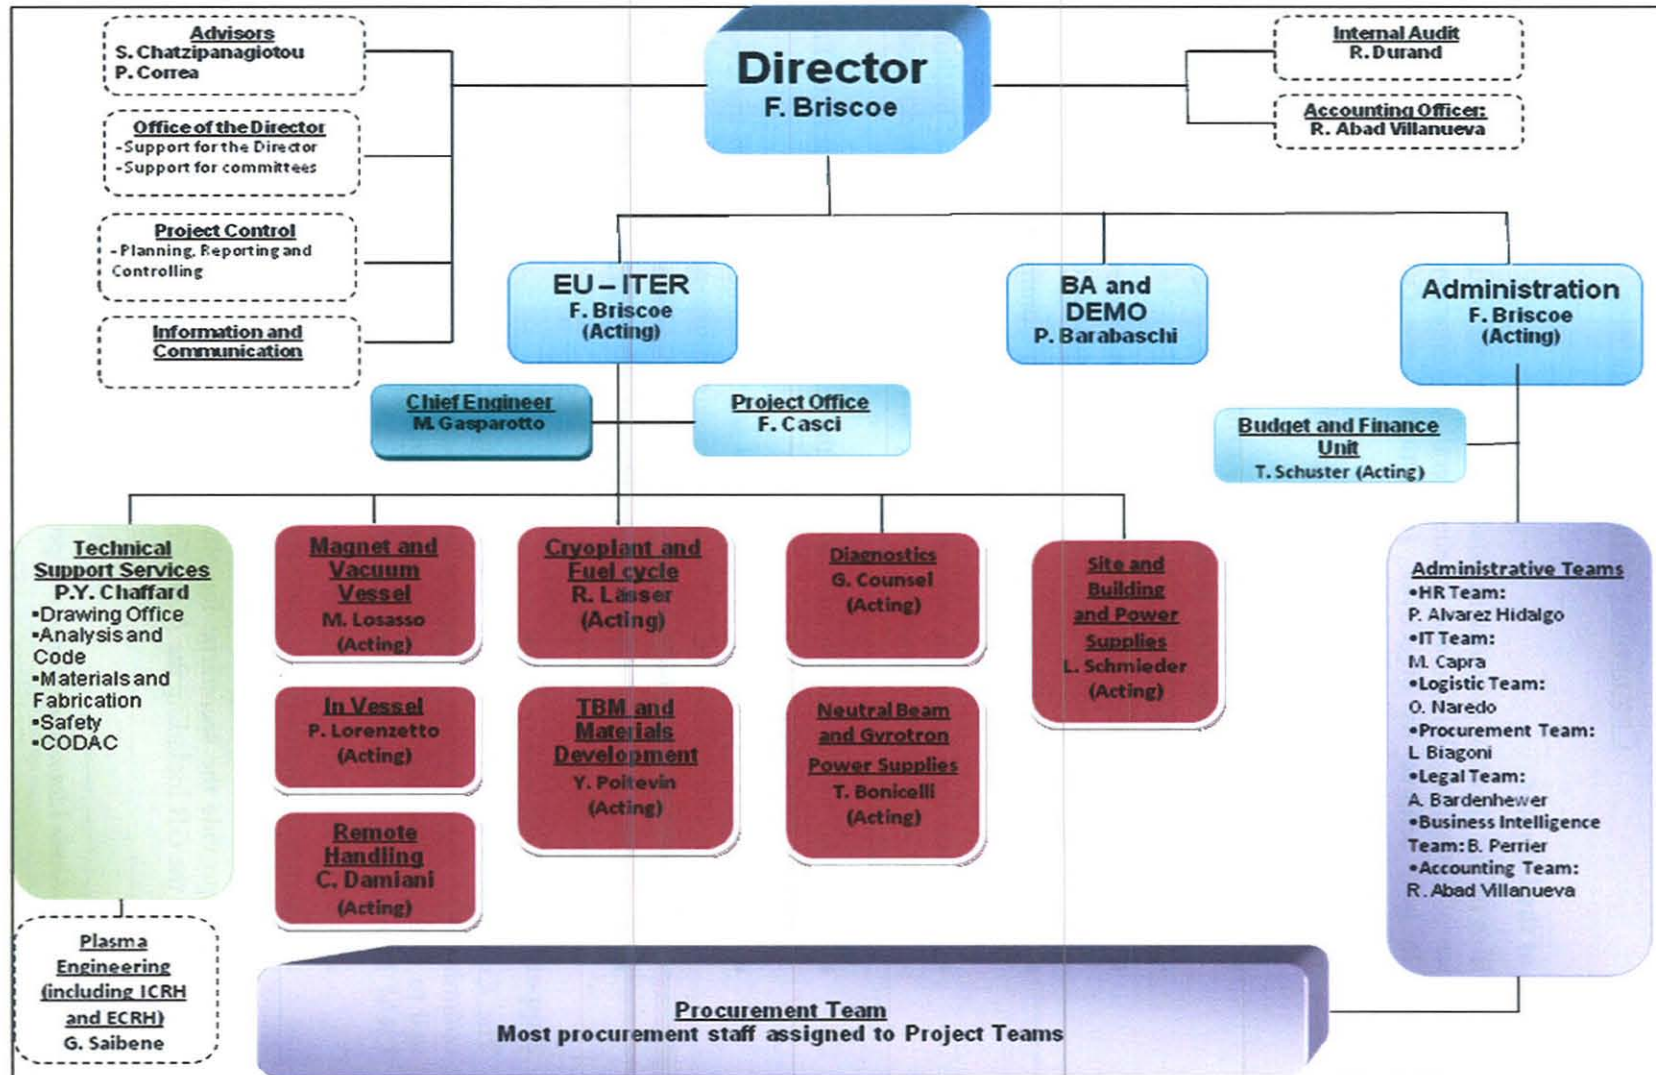 Advisors
S. Chatzipanagiotou
P. Correa
Office of the Director
-Support for the Director
-Support for committees
Project Control
-Planning, Reporting and
Controlling
Information and
Communication
Director
F. Briscoe
Internal Audit
R. Durand
Accounting Officer:
R. Abad Villanueva
EU – ITER
F. Briscoe
(Acting)
BA and
DEMO
P. Barabaschi
Administration
F. Briscoe
(Acting)
Chief Engineer
M. Gasparotto
Project Office
F. Casci
Budget and Finance
Unit
T. Schuster (Acting)
Technical
Support Services
P.Y. Chaffard
▪Drawing Office
▪Analysis and
Code
▪Materials and
Fabrication
▪Safety
▪CODAC
Plasma
Engineering
(including ICRH
and ECRH)
G. Saibene
Magnet and
Vacuum
Vessel
M. Losasso
(Acting)
In Vessel
P. Lorenzetto
(Acting)
Remote
Handling
C. Damiani
(Acting)
Cryoplant and
Fuel cycle
R. Lässer
(Acting)
TBM and
Materials
Development
Y. Poitevin
(Acting)
Diagnostics
G. Counsel
(Acting)
Neutral Beam
and Gyrotron
Power Supplies
T. Bonicelli
(Acting)
Site and
Building
and Power
Supplies
L. Schmieder
(Acting)
Administrative Teams
•HR Team:
P. Alvarez Hidalgo
•IT Team:
M. Capra
•Logistic Team:
O. Naredo
•Procurement Team:
L Biagoni
•Legal Team:
A. Bardenhewer
•Business Intelligence
Team: B. Perrier
•Accounting Team:
R. Abad Villanueva
Procurement Team
Most procurement staff assigned to Project Teams